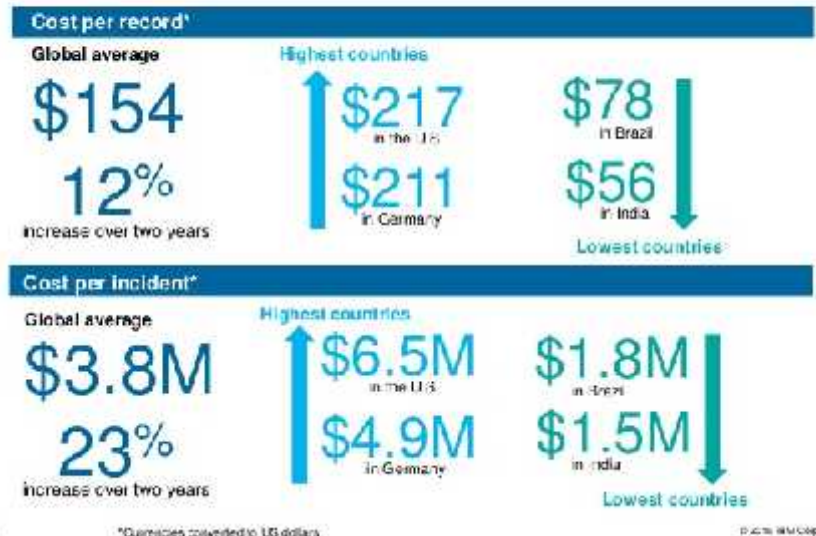 Cost per record*
Global average
$154
12%
increase over two years
Highest countries
$217
in the U.S
$211
in Germany
$78
in Brazil
$56
in India
Lowest countries
Cost per incident*
Global average
$3.8M
23%
increase over two years
Highest countries
$6.5M
in the U.S
$4.9M
in Germany
$1.8M
in Brazil
$1.5M
in India
Lowest countries
*Currencies converted to US dollars